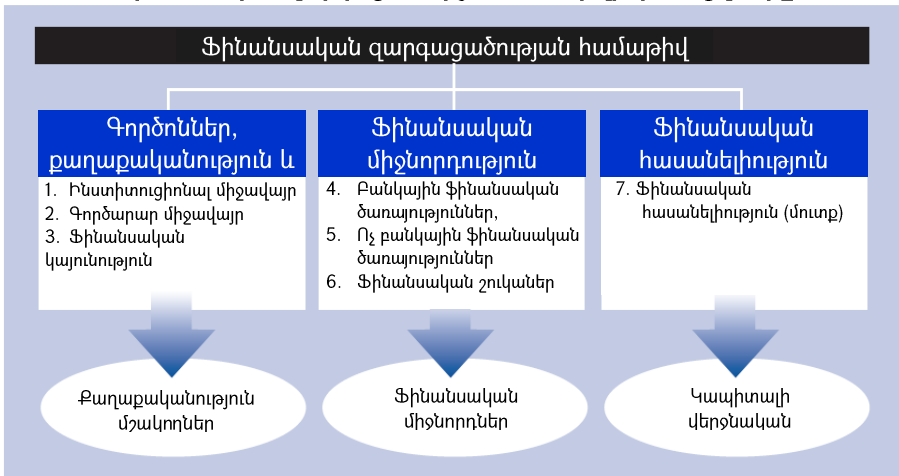 Ֆինանսական զարգացածության համաթիվ
Գործոններ,
քաղաքականություն և
Ֆինանսական
միջնորդություն
Ֆինանսական
հասանելիություն
1. Ինստիտուցիոնալ միջավայր
2. Գործարար միջավայր
3. Ֆինանսական
կայունություն
4. Բանկային ֆինանսական
ծառայություններ,
5. Ոչ բանկային ֆինանսական
ծառայություններ
6. Ֆինանսական շուկաներ
7. Ֆինանսական
հասանելիություն (մուտք)
Քաղաքականություն
մշակողներ
Ֆինանսական
միջնորդներ
Կապիտալի
վերջնական